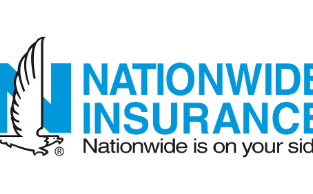 N NATIONWIDE
INSURANCE
®
Nationwide is on your sid